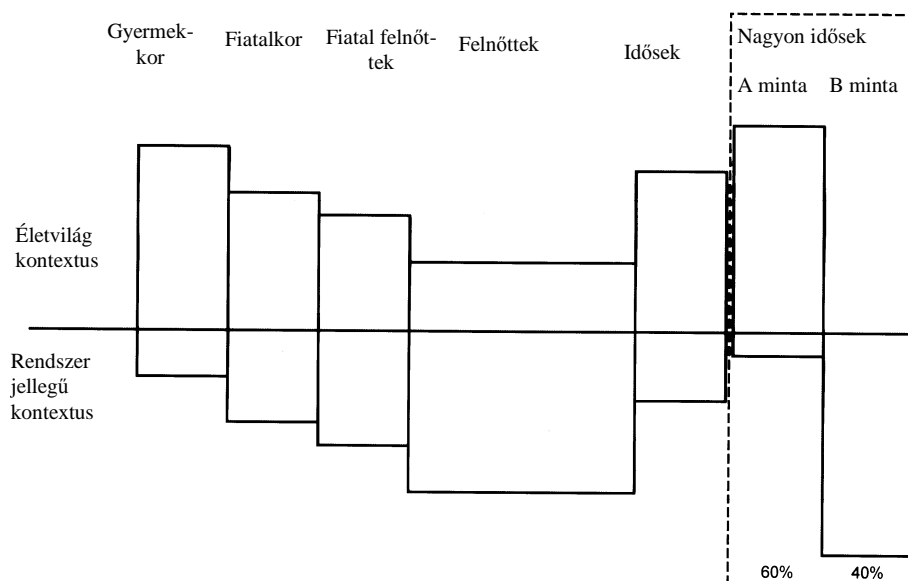 Gyermek-
kor
Fiatalkor
Fiatal felnőt-
tek
Felnőttek
Idősek
Nagyon idősek
A minta
B minta
Életvilág
kontextus
Rendszer
jellegű
kontextus
60%
40%